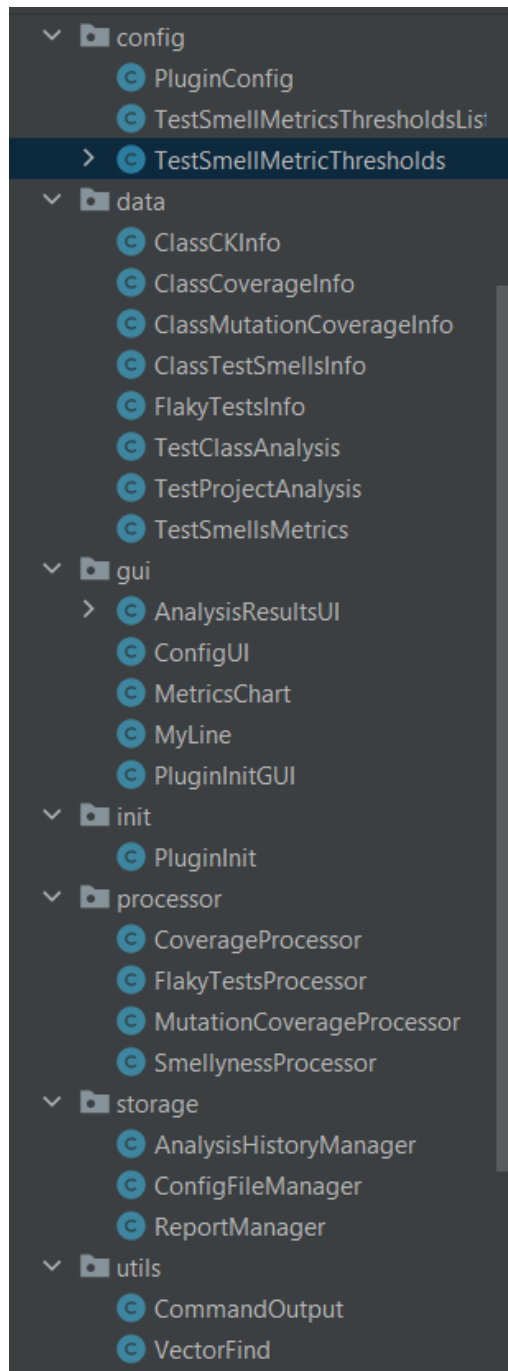 config
PluginConfig
TestSmellMetricsThresholdsList
TestSmellMetricThresholds
data
ClassCKInfo
ClassCoverageInfo
ClassMutationCoverageInfo
ClassTestSmellsInfo
FlakyTestsInfo
TestClassAnalysis
TestProjectAnalysis
TestSmellsMetrics
gui
AnalysisResultsUI
ConfigUI
MetricsChart
MyLine
PluginInitGUI
init
PluginInit
processor
CoverageProcessor
FlakyTestsProcessor
MutationCoverageProcessor
SmellynessProcessor
storage
AnalysisHistoryManager
ConfigFileManager
ReportManager
utils
CommandOutput
VectorFind